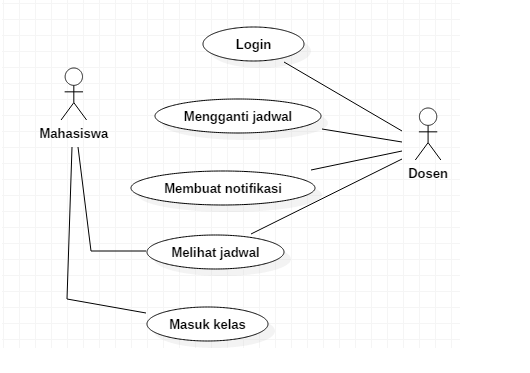 Login
Mengganti jadwal
Mahasiswa
Dosen
Membuat notifikasi
Melihat jadwal
Masuk kelas